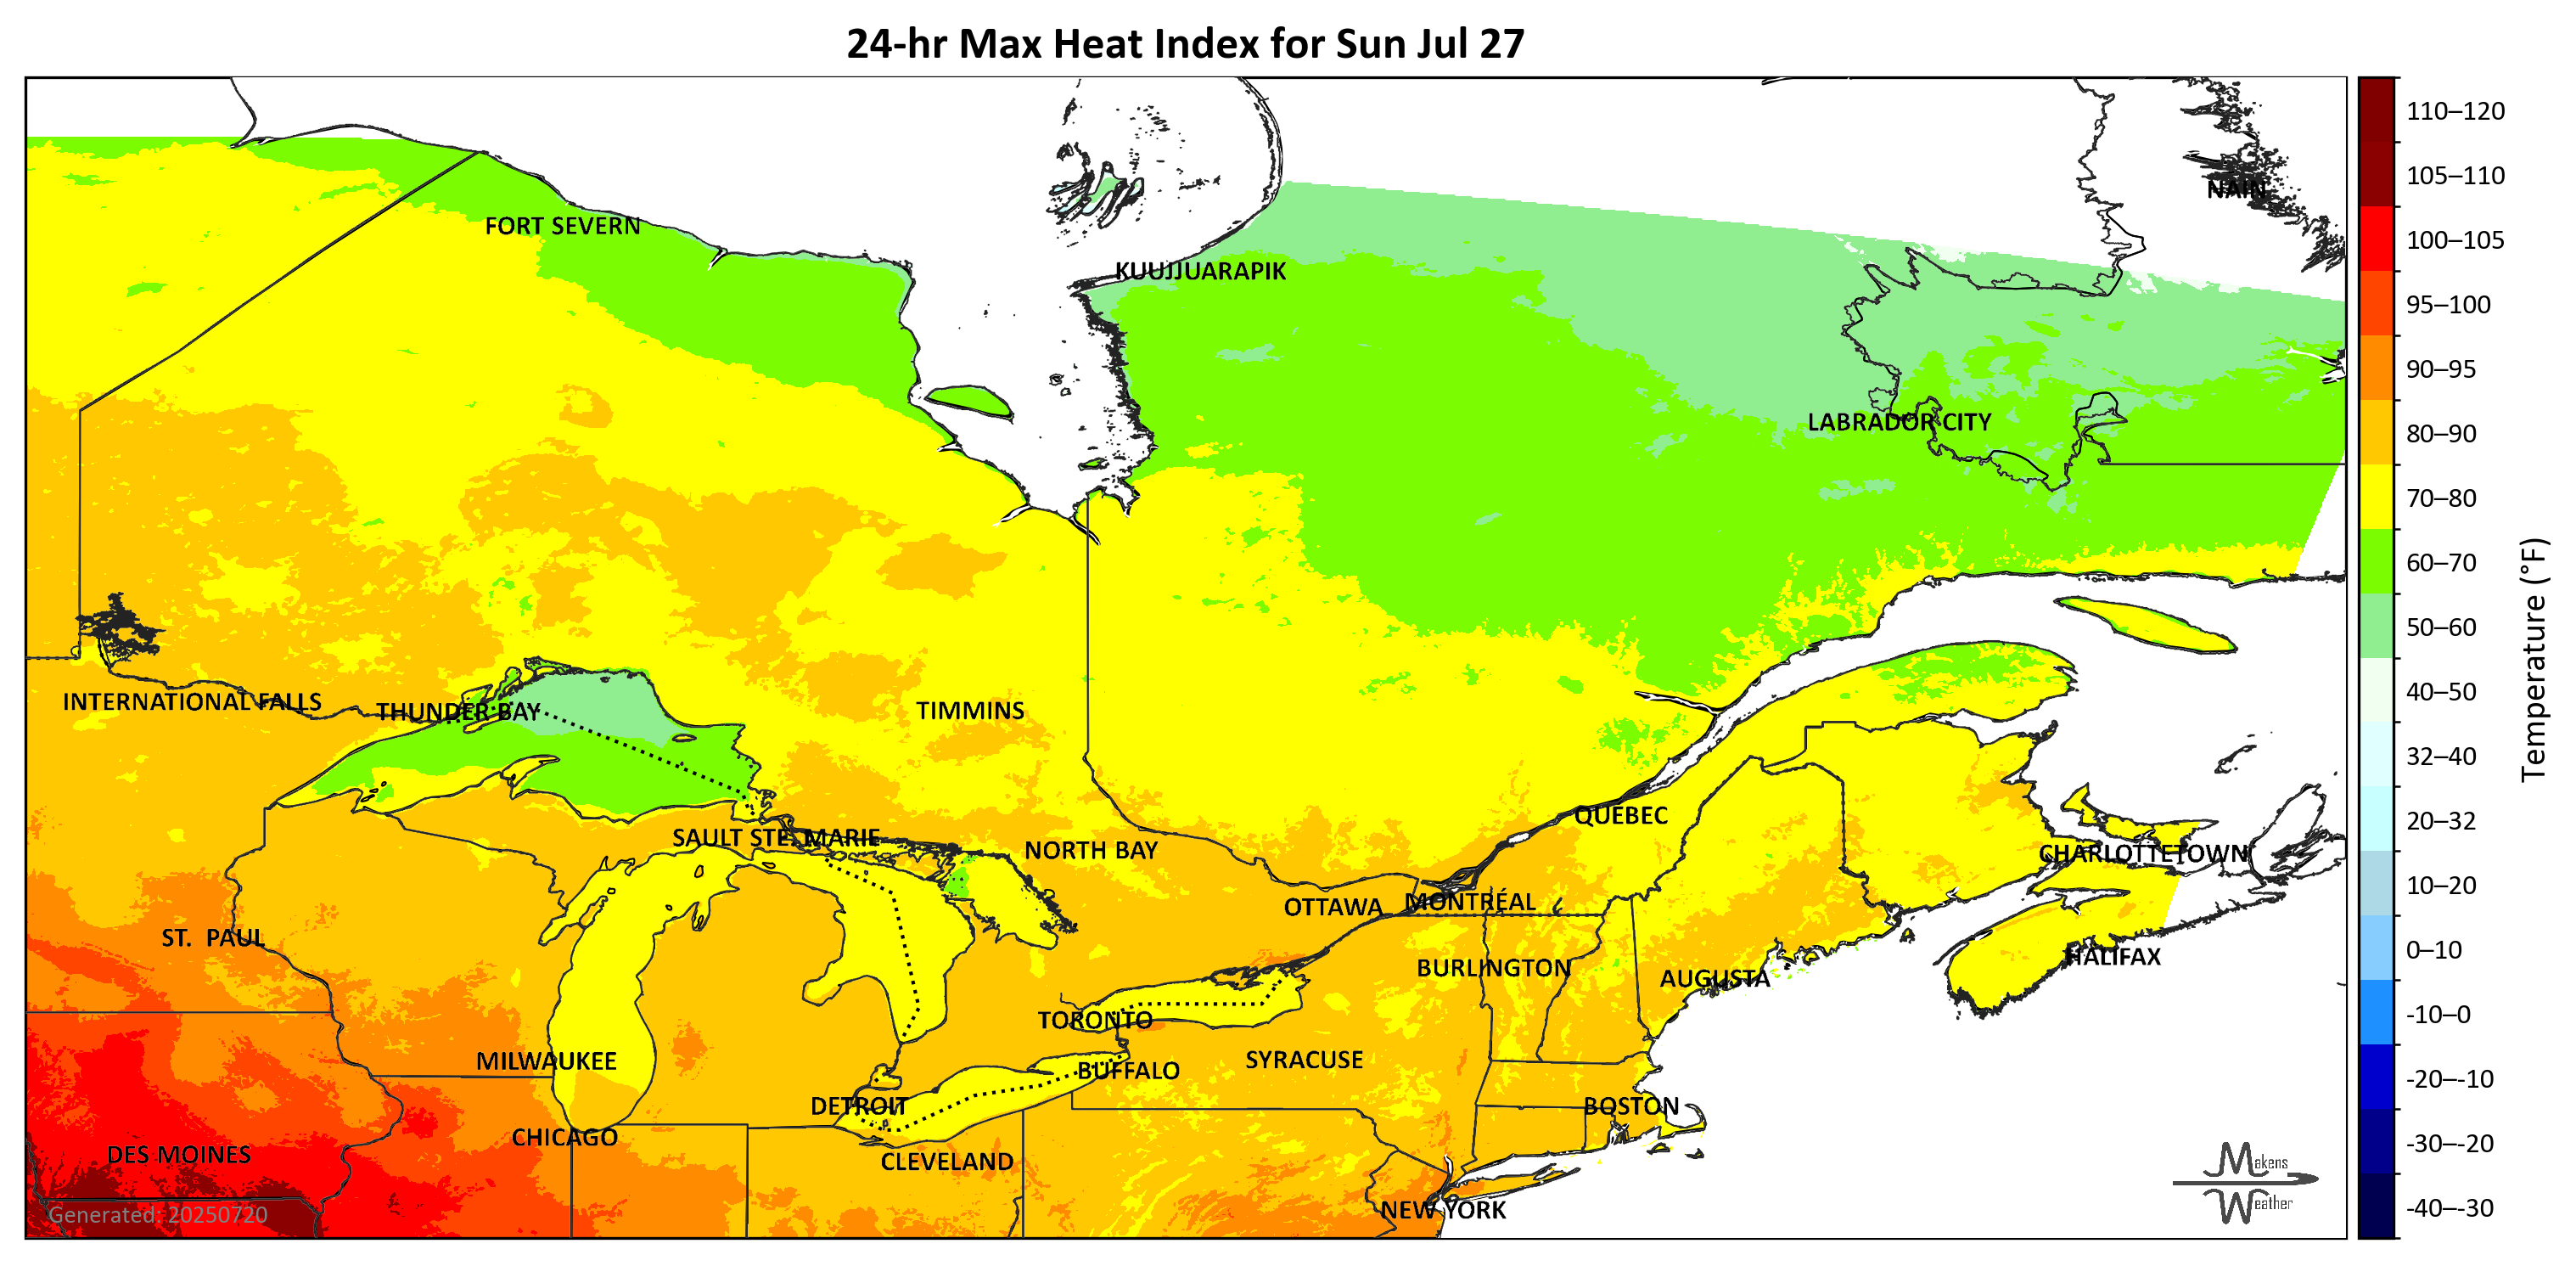 24-hr Max Heat Index for Sun Jul 27
110–120
105–110
NAIN
FORT SEVERN
100–105
KUUJJUARAPIK
95–100
90–95
LABRADOR CITY
80–90
70–80
60–70
50–60
Temperature (°F)
40–50
INTERNATIONAL FALLS
THUNDER BAY
TIMMINS
32–40
QUEBEC
20–32
SAULT STE. MARIE
NORTH BAY
CHARLOTTETOWN
10–20
OTTAWA
MONTRÉAL
ST. PAUL
0–10
HALIFAX
BURLINGTON
AUGUSTA
-10–0
TORONTO
MILWAUKEE
SYRACUSE
BUFFALO
-20–-10
DETROIT
BOSTON
CHICAGO
-30–-20
DES MOINES
CLEVELAND
Makens
Weather
-40–-30
NEW YORK
Generated: 20250720